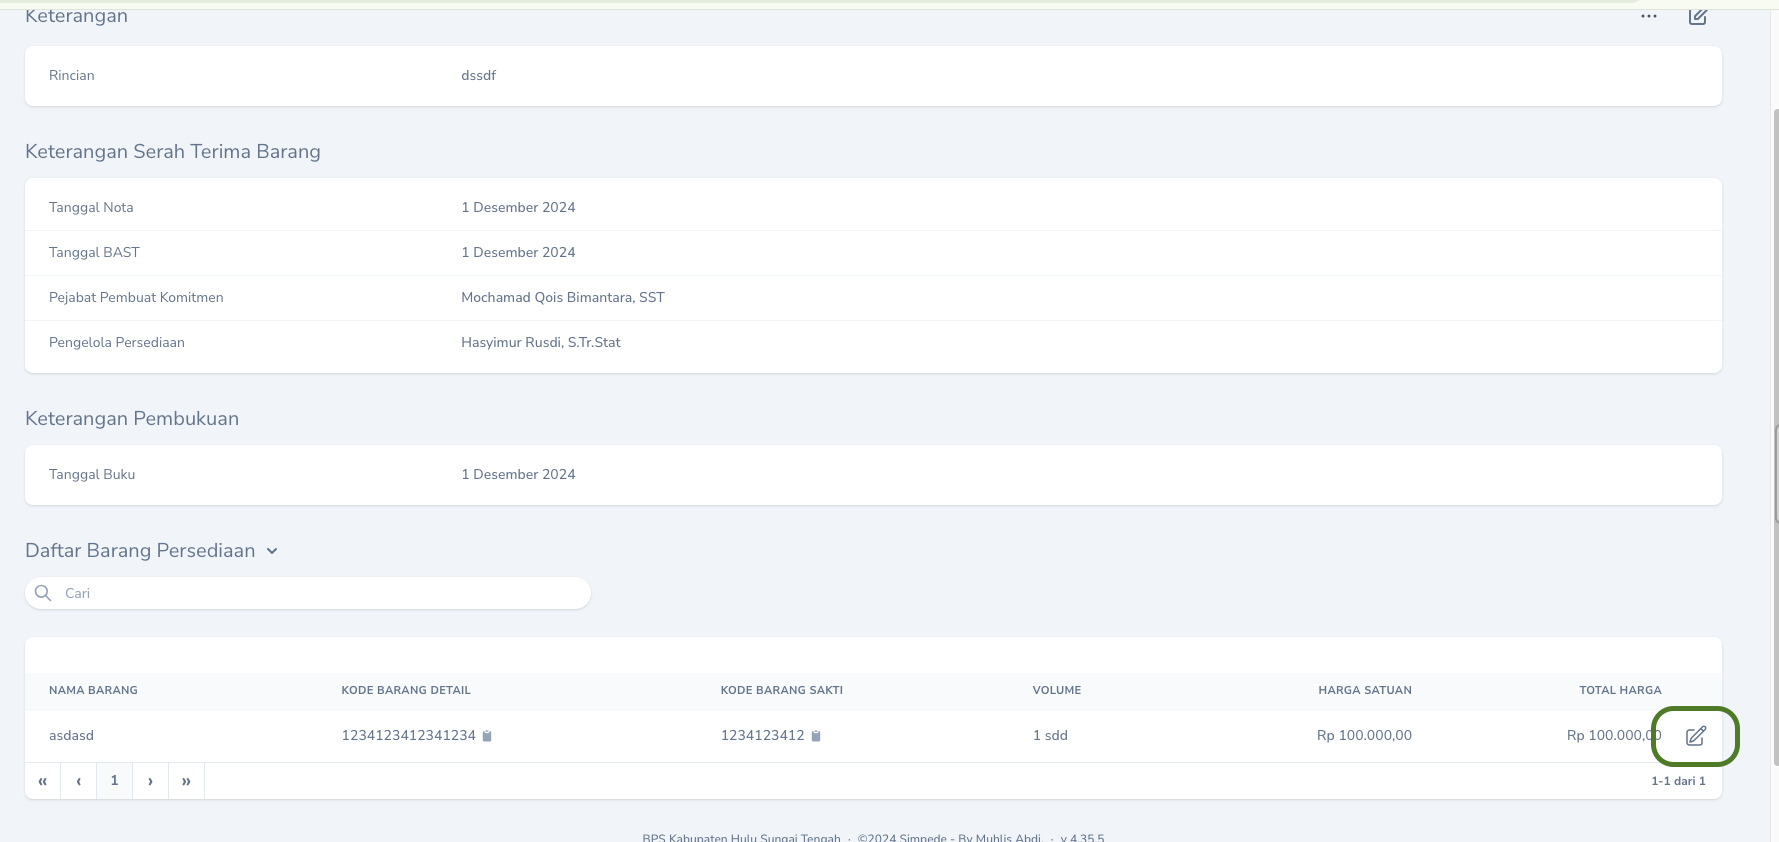 Keterangan
Rincian dssdf
Keterangan Serah Terima Barang
Tanggal Nota 1 Desember 2024
Tanggal BAST 1 Desember 2024
Pejabat Pembuat Komitmen Mochamad Qois Bimantara, SST
Pengelola Persediaan Hasyimur Rusdi, S.Tr.Stat
Keterangan Pembukuan
Tanggal Buku 1 Desember 2024
Daftar Barang Persediaan
Cari
NAMA BARANG KODE BARANG DETAIL KODE BARANG SAKTI VOLUME HARGA SATUAN TOTAL HARGA
asdasd 1234123412341234 1234123412 1 sdd Rp 100.000,00 Rp 100.000,00
« ‹ 1 › » 1-1 dari 1
BPS Kabupaten Hulu Sungai Tengah · ©2024 Simpede - By Muhlis Abdi. · v 4.35.5